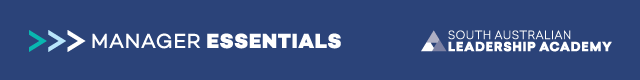 MANAGER ESSENTIALS
SOUTH AUSTRALIAN
LEADERSHIP ACADEMY